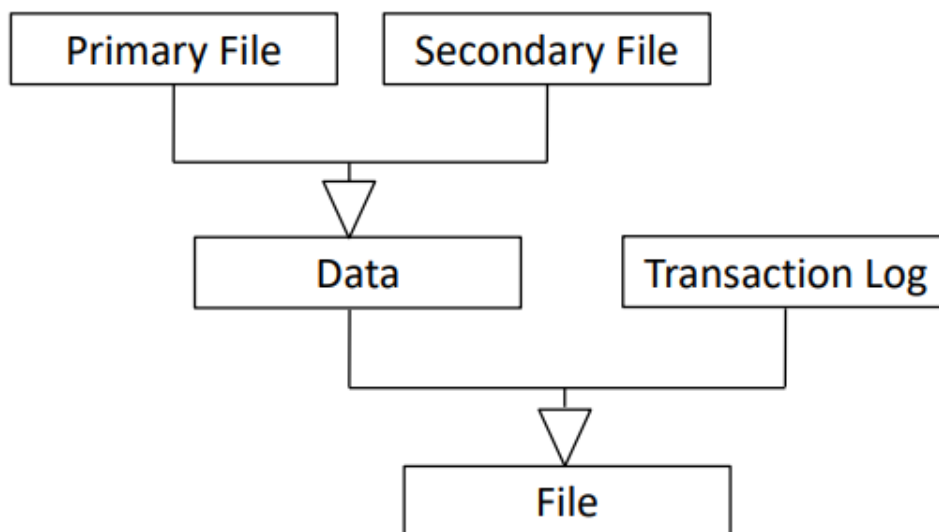 Primary File
Secondary File
Data
Transaction Log
File